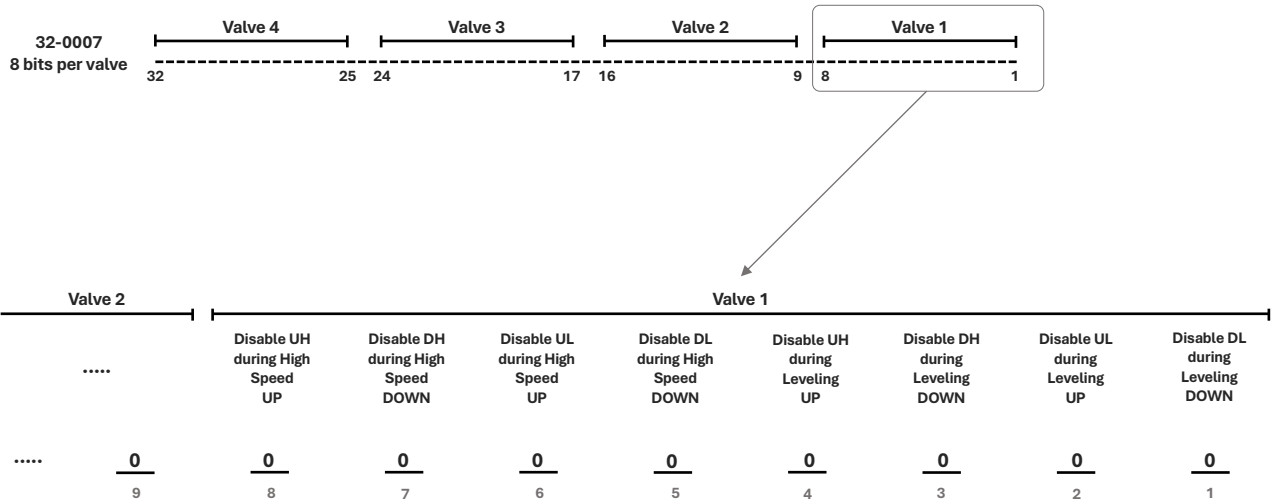 Valve 4 Valve 3 Valve 2 Valve 1
32-0007
8 bits per valve
32 25 24 17 16 9 8 1
Valve 2 Valve 1
Disable UH Disable DH Disable UL Disable DL Disable UH Disable DH Disable UL Disable DL
during High during High during High during High during during during during
Speed Speed Speed Speed Leveling Leveling Leveling Leveling
UP DOWN UP DOWN UP DOWN UP DOWN
.....
..... 0 0 0 0 0 0 0 0 0
9 8 7 6 5 4 3 2 1